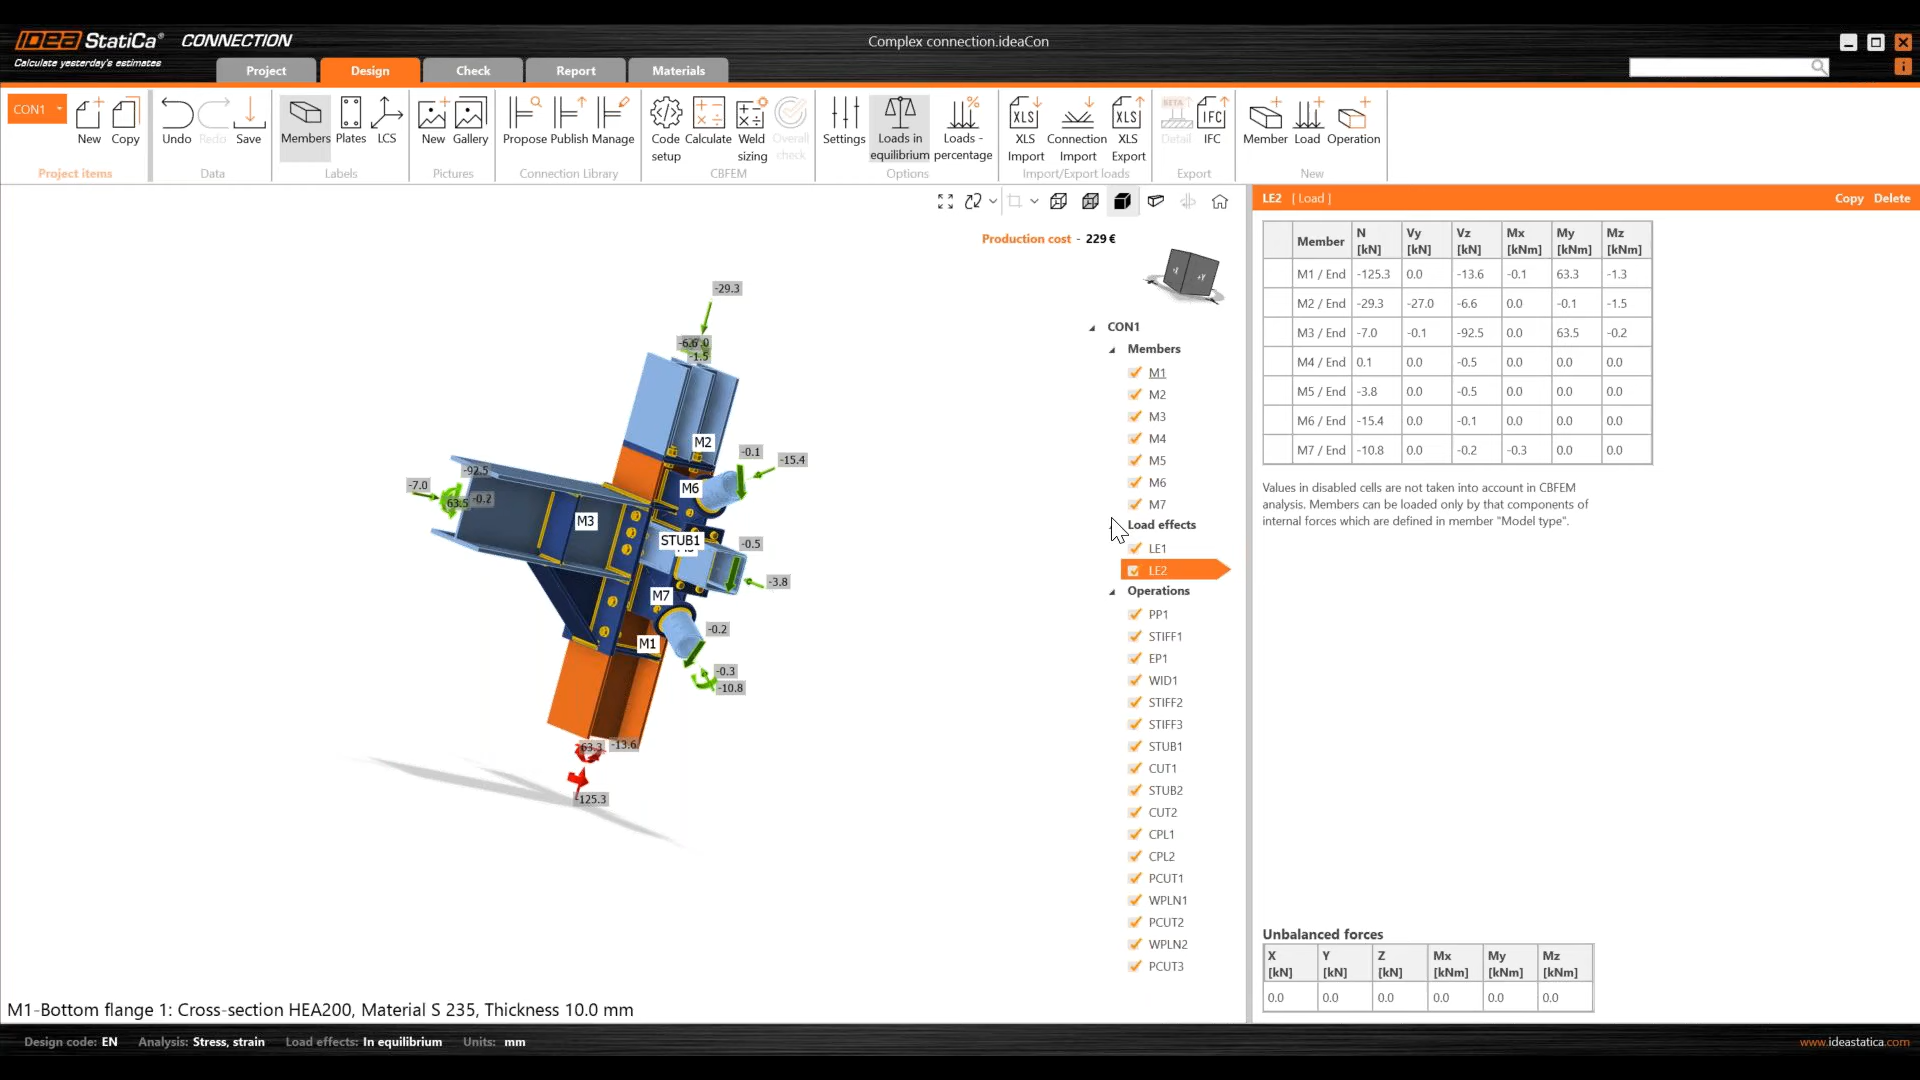 IDEA StatiCa® CONNECTION
Calculate yesterday's estimates
Complex connection.ideaCon
Project Design Check Report Materials
CON1 New Copy Undo Redo Save Members Plates LCS New Gallery Propose Publish Manage Code setup Calculate Weld sizing Overall check Settings Loads in equilibrium Loads - percentage XLS Import Connection Import XLS Export BETA Detail IFC Member Load Operation
Project items Data Labels Pictures Connection Library CBFEM Options Import/Export loads Export New
Production cost - 229 €
-29.3
-1.5
M2
-0.1
-15.4
-92.5
-7.0
63.5
-0.2
M6
M3
STUB1
-0.5
-3.8
M7
-0.2
M1
-0.3
-10.8
63.3
-13.6
-125.3
CON1
Members
M1
M2
M3
M4
M5
M6
M7
Load effects
LE1
LE2
Operations
PP1
STIFF1
EP1
WID1
STIFF2
STIFF3
STUB1
CUT1
STUB2
CUT2
CPL1
CPL2
PCUT1
WPLN1
PCUT2
WPLN2
PCUT3
LE2 [ Load ] Copy Delete
Member N [kN] Vy [kN] Vz [kN] Mx [kNm] My [kNm] Mz [kNm]
M1 / End -125.3 0.0 -13.6 -0.1 63.3 -1.3
M2 / End -29.3 -27.0 -6.6 0.0 -0.1 -1.5
M3 / End -7.0 -0.1 -92.5 0.0 63.5 -0.2
M4 / End 0.1 0.0 -0.5 0.0 0.0 0.0
M5 / End -3.8 0.0 -0.5 0.0 0.0 0.0
M6 / End -15.4 0.0 -0.1 0.0 0.0 0.0
M7 / End -10.8 0.0 -0.2 -0.3 0.0 0.0
Values in disabled cells are not taken into account in CBFEM
analysis. Members can be loaded only by that components of
internal forces which are defined in member "Model type".
Unbalanced forces
X [kN] Y [kN] Z [kN] Mx [kNm] My [kNm] Mz [kNm]
0.0 0.0 0.0 0.0 0.0 0.0
M1-Bottom flange 1: Cross-section HEA200, Material S 235, Thickness 10.0 mm
Design code: EN Analysis: Stress, strain Load effects: In equilibrium Units: mm
www.ideastatica.com